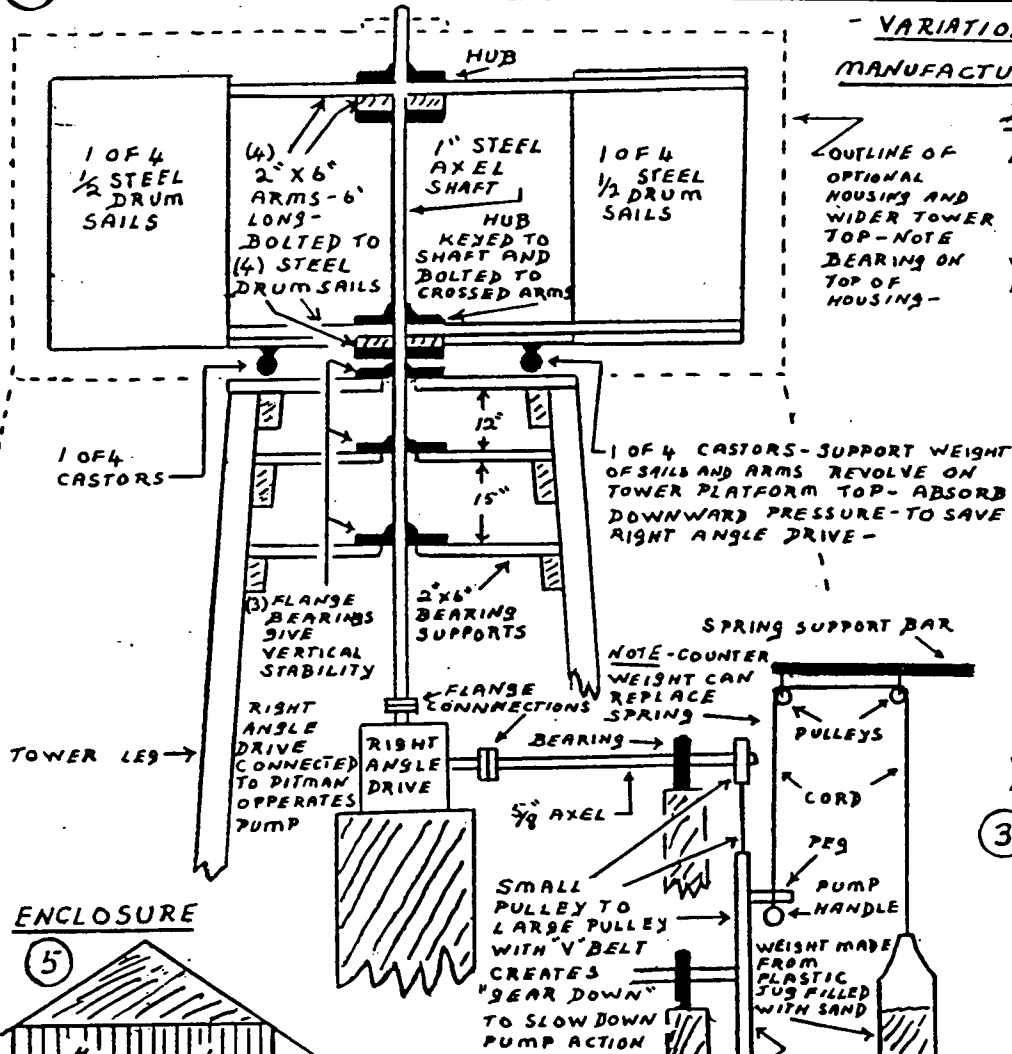 - VARIATIO
MANUFACTU
HUB
1 OF 4
1/2 STEEL
DRUM
SAILS
(4)
2" X 6"
ARMS - 6'
LONG -
BOLTED TO
(4) STEEL
DRUM SAILS
1" STEEL
AXEL
SHAFT
HUB
KEYED TO
SHAFT AND
BOLTED TO
CROSSED ARMS
1 OF 4
1/2 STEEL
DRUM
SAILS
OUTLINE OF
OPTIONAL
HOUSING AND
WIDER TOWER
TOP - NOTE
BEARING ON
TOP OF
HOUSING -
1 OF 4
CASTORS
12"
15"
1 OF 4 CASTORS - SUPPORT WEIGHT
OF SAILS AND ARMS REVOLVE ON
TOWER PLATFORM TOP - ABSORB
DOWNWARD PRESSURE - TO SAVE
RIGHT ANGLE DRIVE -
(3) FLANGE
BEARINGS
GIVE
VERTICAL
STABILITY
2" X 6"
BEARING
SUPPORTS
FLANGE
CONNNECTIONS
TOWER LEG
RIGHT
ANGLE
DRIVE
CONNECTED
TO PITMAN
OPPERATES
PUMP
RIGHT
ANGLE
DRIVE
BEARING
5/8" AXEL
SPRING SUPPORT BAR
NOTE - COUNTER
WEIGHT CAN
REPLACE
SPRING
PULLEYS
CORD
3
PEG
PUMP
HANDLE
SMALL
PULLEY TO
LARGE PULLEY
WITH "V" BELT
CREATES
"GEAR DOWN"
TO SLOW DOWN
PUMP ACTION
WEIGHT MADE
FROM
PLASTIC
JUG FILLED
WITH SAND
ENCLOSURE
5